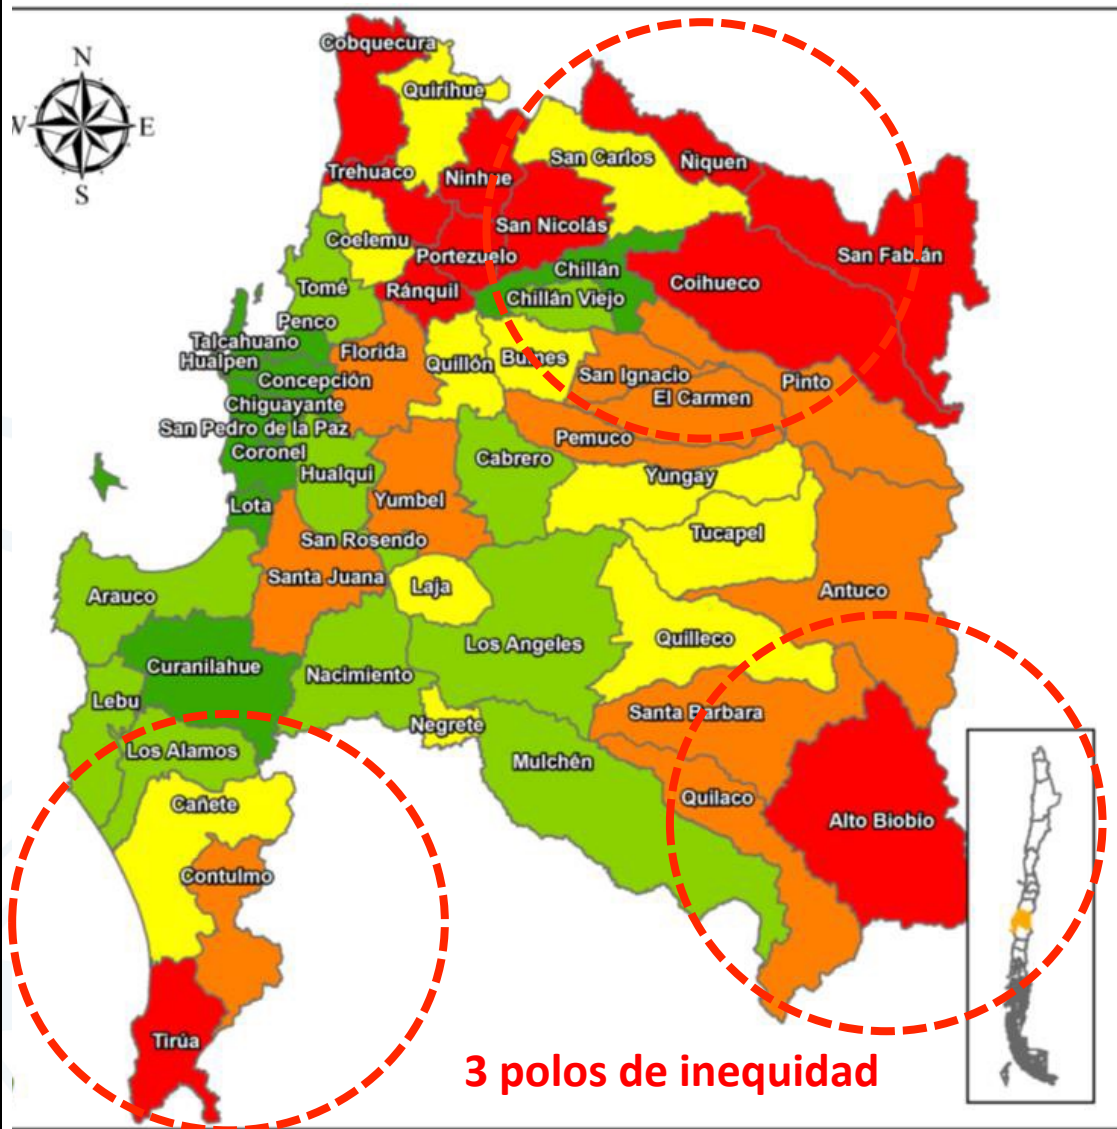 N
Cobquecura
Quirihue
V
E
San Carlos
Ñiquen
S
Trehuaco
Ninhue
San Nicolás
Coelemu
Portezuelo
San Fabián
Chillán
Coihueco
Tomé
Ránquil
Chillán Viejo
Penco
Talcahuano
Florida
Hualpen
Quillón
Bulnes
San Ignacio
Pinto
Concepción
El Carmen
Chiguayante
San Pedro de la Paz
Pemuco
Coronel
Cabrero
Hualqui
Yungay
Lota
Yumbel
San Rosendo
Tucapel
Santa Juana
Laja
Arauco
Antuco
Los Angeles
Quilleco
Curanilahue
Nacimiento
Lebu
Santa Barbara
Negrete
Los Alamos
Mulchén
Cañete
Quilaco
Alto Biobio
Contulmo
Tirúa
3 polos de inequidad